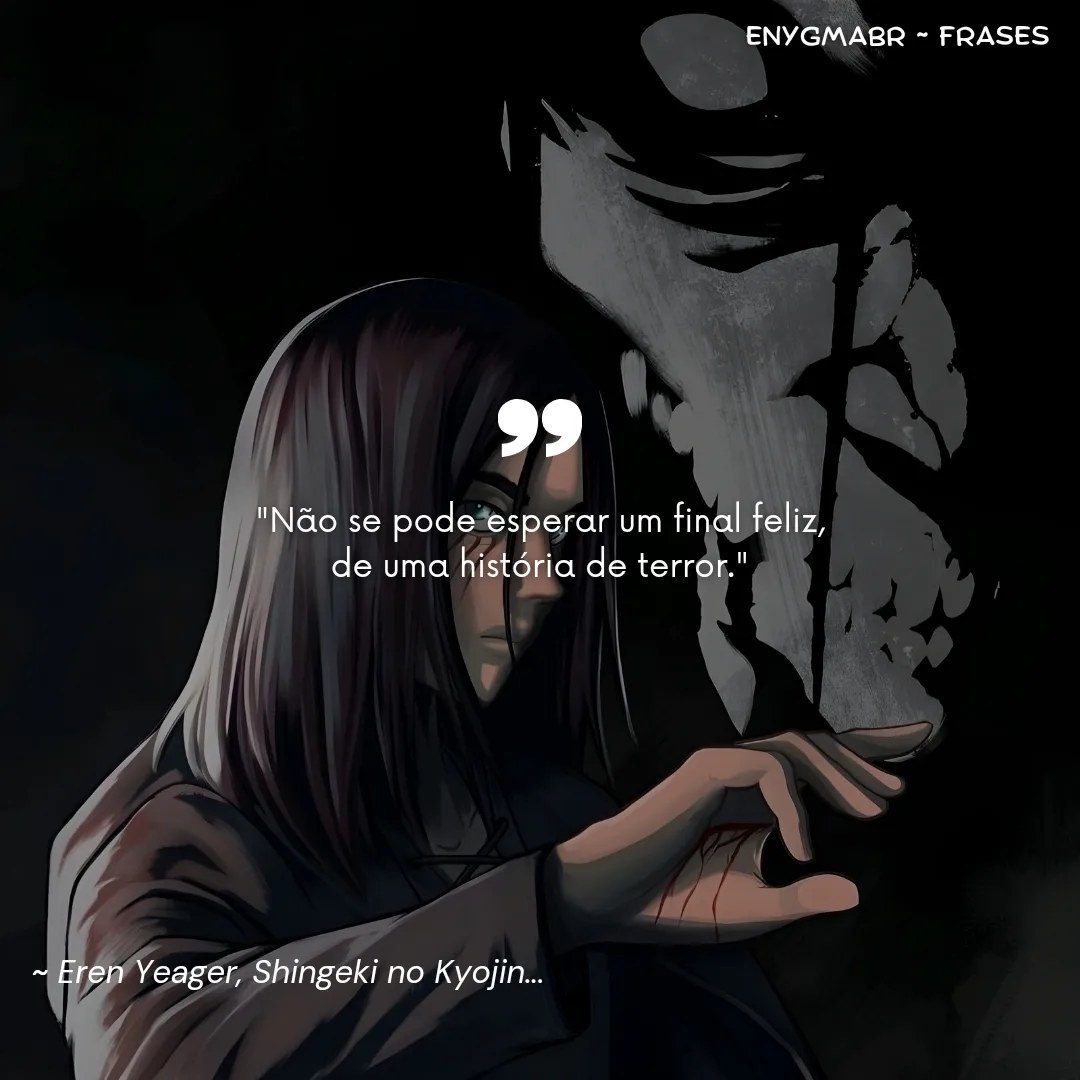 ENYGMABR ~ FRASES
"Não se pode esperar um final feliz,
de uma história de terror."
~ Eren Yeager, Shingeki no Kyojin...